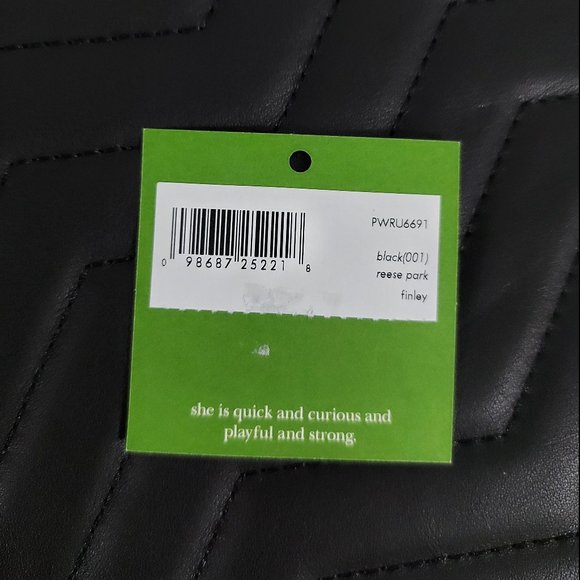 PWRU6691
0 98687 25221 8
black(001)
reese park
finley
she is quick and curious and
playful and strong.